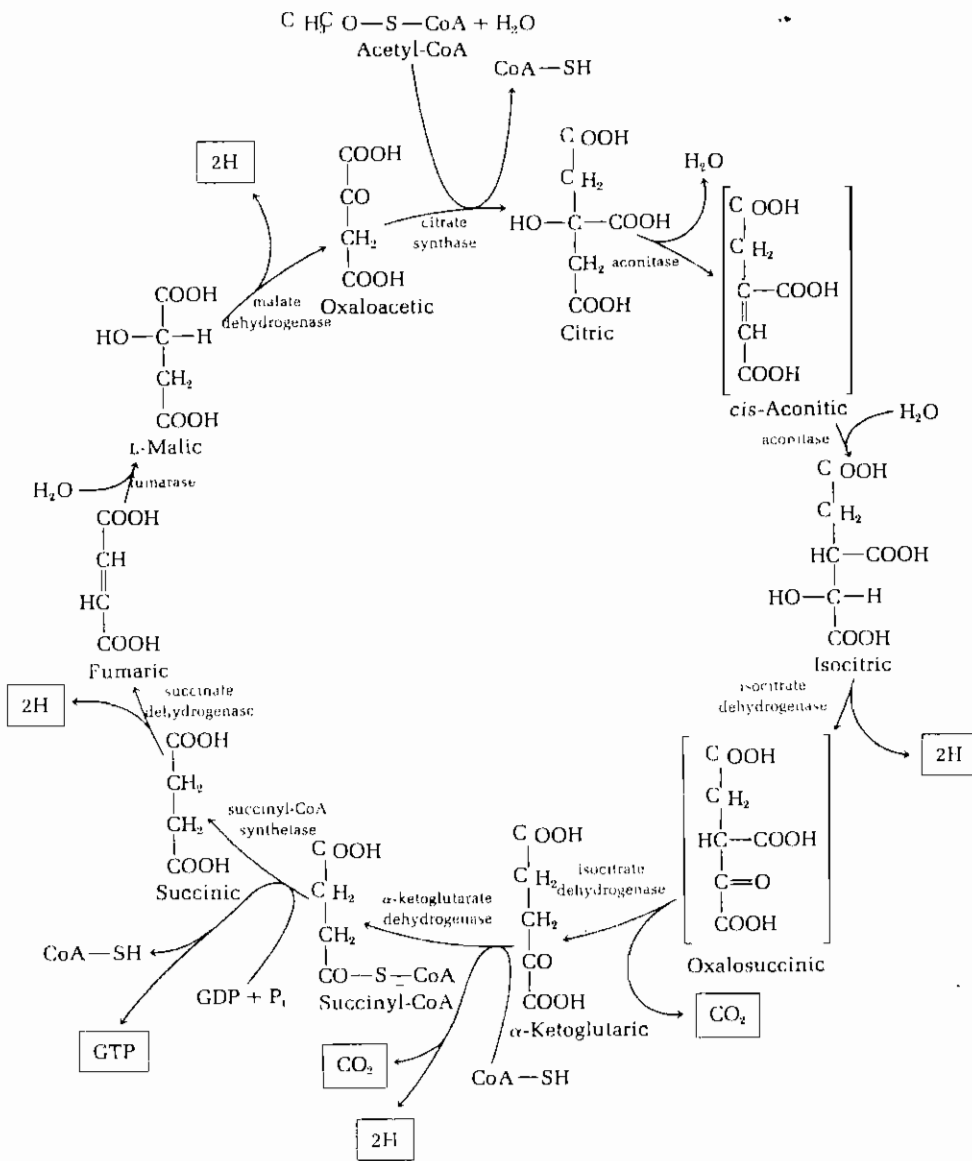 C H₃C O—S—CoA + H₂O
Acetyl-CoA
CoA—SH
2H
COOH
CO
CH₂
COOH
Oxaloacetic
citrate
synthase
COOH
CH₂
HO—C—COOH
CH₂
COOH
Citric
H₂O
aconitase
COOH
CH₂
C—COOH
CH
COOH
cis-Aconitic
aconitase
H₂O
COOH
CH₂
HC—COOH
HO—C—H
COOH
Isocitric
isocitrate
dehydrogenase
2H
COOH
CH₂
HC—COOH
C=O
COOH
Oxalosuccinic
isocitrate
dehydrogenase
CO₂
COOH
CH₂
CH₂
CO
COOH
α-Ketoglutaric
α-ketoglutarate
dehydrogenase
CoA—SH
CO₂
2H
COOH
CH₂
CH₂
CO—S—CoA
Succinyl-CoA
succinyl-CoA
synthetase
GDP + Pᵢ
CoA—SH
GTP
COOH
CH₂
CH₂
COOH
Succinic
succinate
dehydrogenase
2H
COOH
CH
HC
COOH
Fumaric
fumarase
H₂O
COOH
HO—C—H
CH₂
COOH
L-Malic
malate
dehydrogenase